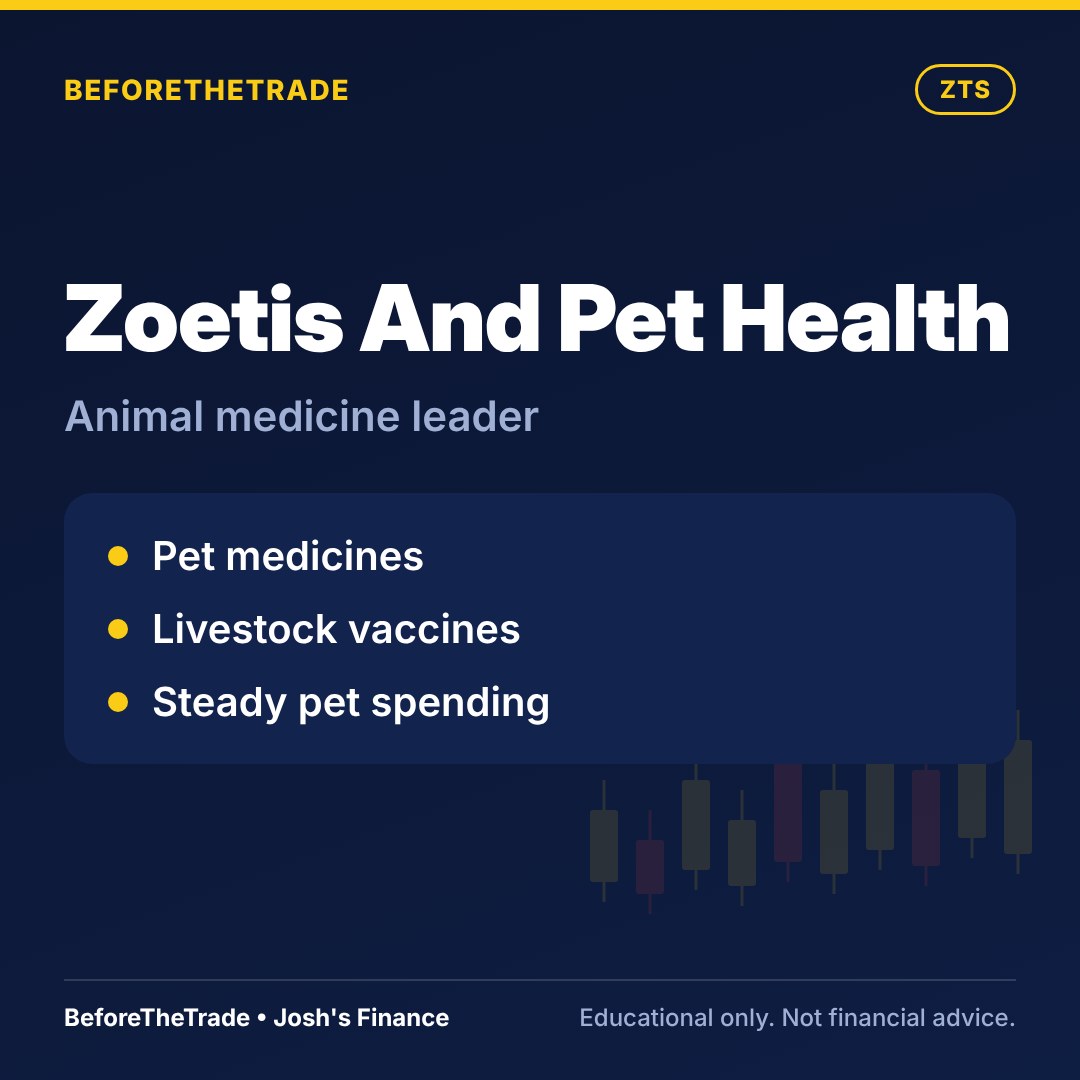 BEFORETHETRADE
ZTS
Zoetis And Pet Health
Animal medicine leader
Pet medicines
Livestock vaccines
Steady pet spending
BeforeTheTrade • Josh's Finance
Educational only. Not financial advice.